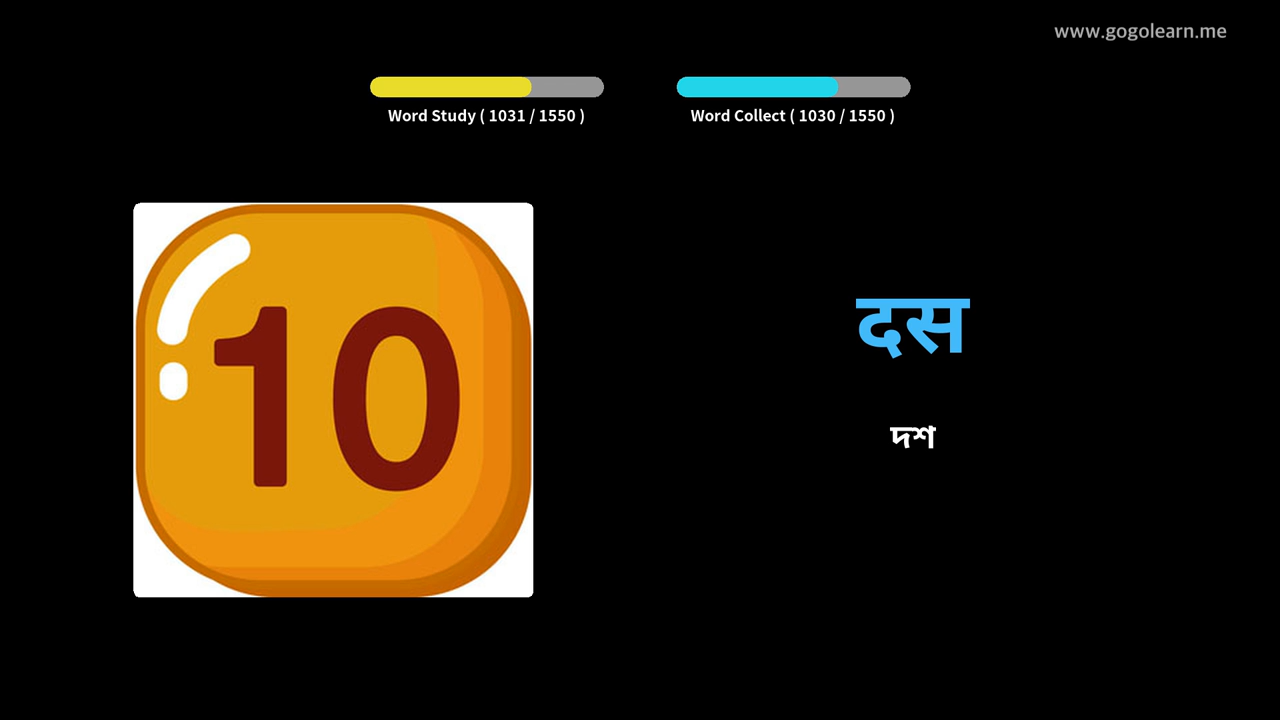 www.gogolearn.me
Word Study ( 1031 / 1550 )
Word Collect ( 1030 / 1550 )
10
दस
দশ